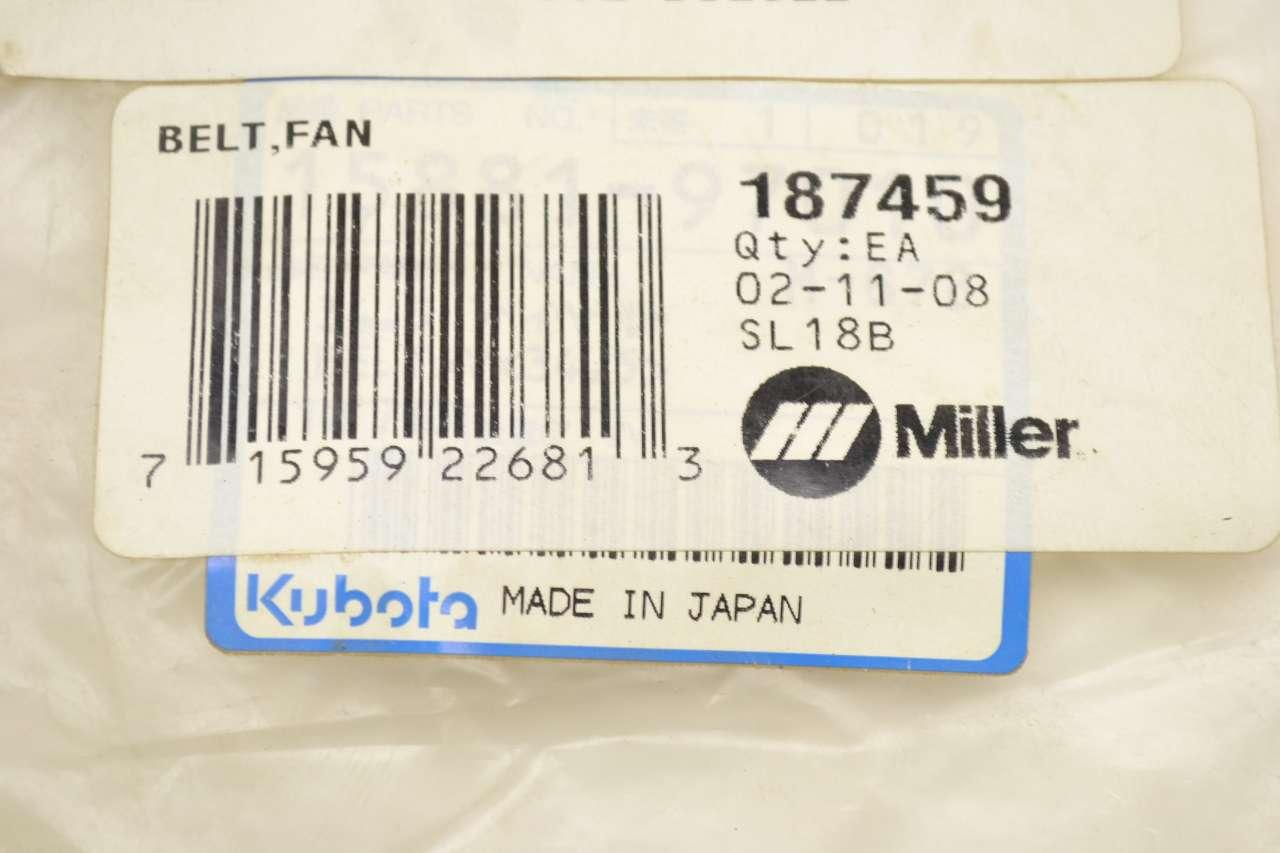 BELT,FAN
187459
Qty:EA
02-11-08
SL18B
Miller
7 15959 22681 3
Kubota MADE IN JAPAN